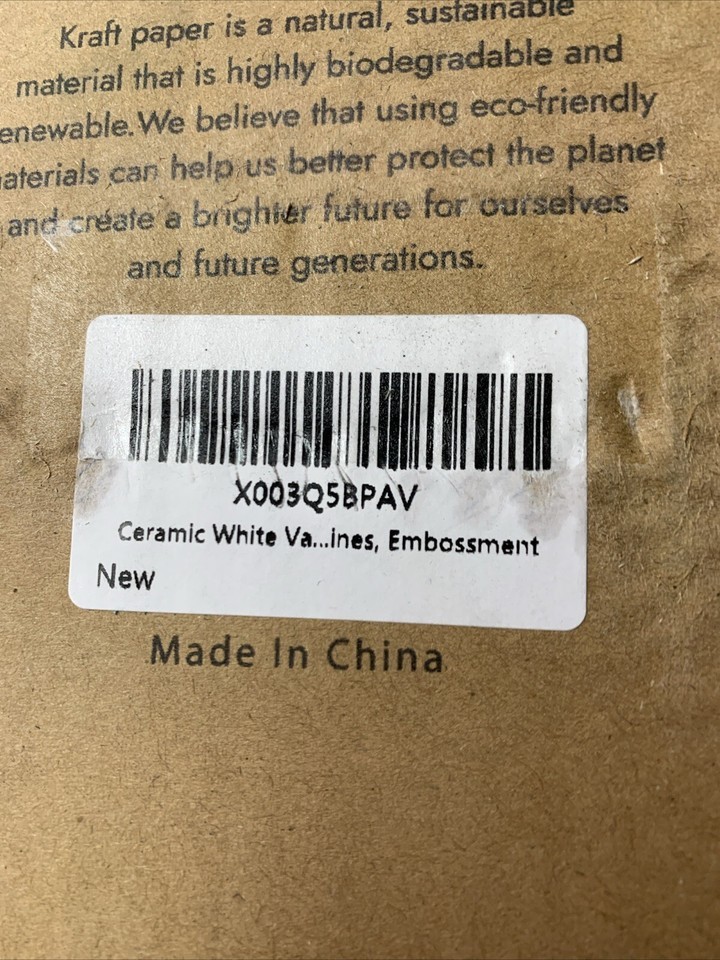 Kraft paper is a natural, sustainable
material that is highly biodegradable and
enewable. We believe that using eco-friendly
aterials can help us better protect the planet
and create a brighter future for ourselves
and future generations.
X003Q5BPAV
Ceramic White Va...ines, Embossment
New
Made In China